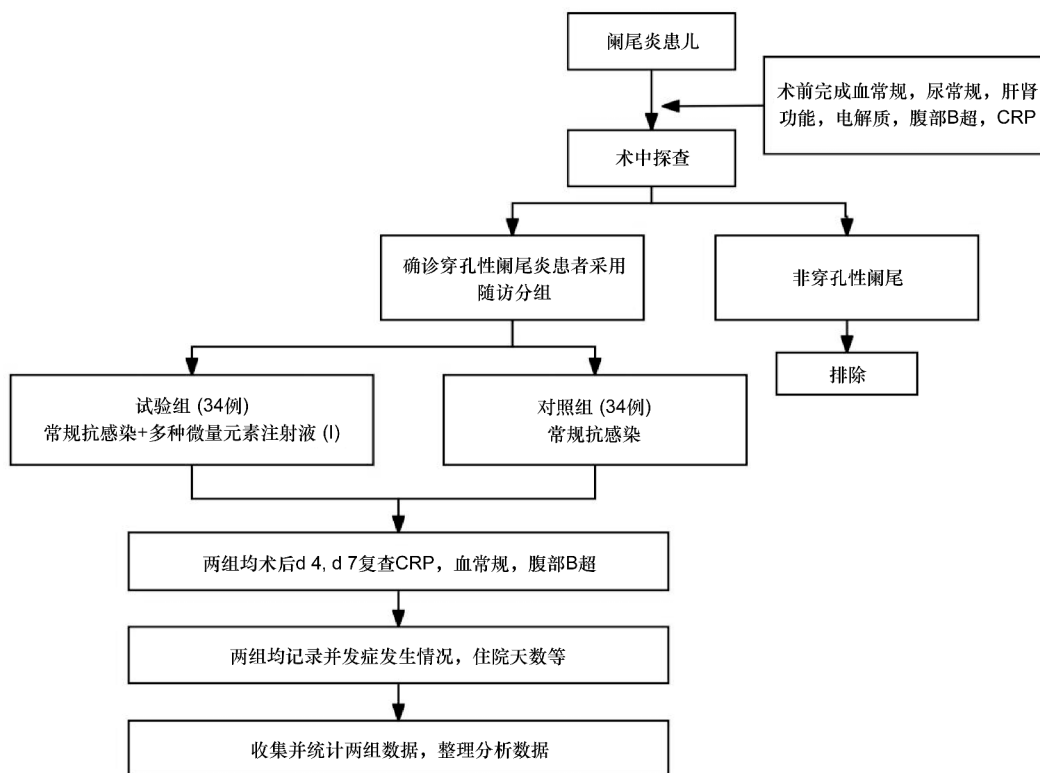 阑尾炎患儿
术前完成血常规，尿常规，肝肾
功能，电解质，腹部B超，CRP
术中探查
确诊穿孔性阑尾炎患者采用
随访分组
非穿孔性阑尾
排除
试验组 (34例)
常规抗感染+多种微量元素注射液 (I)
对照组 (34例)
常规抗感染
两组均术后d 4, d 7复查CRP，血常规，腹部B超
两组均记录并发症发生情况，住院天数等
收集并统计两组数据，整理分析数据